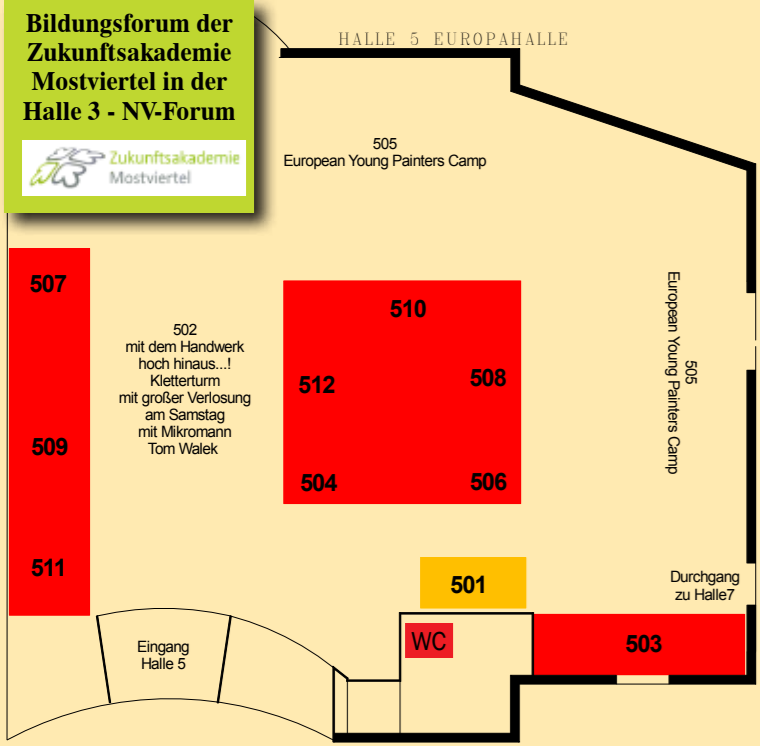 Bildungsforum der
Zukunftsakademie
Mostviertel in der
Halle 3 - NV-Forum
Zukunftsakademie
Mostviertel
HALLE 5 EUROPAHALLE
505
European Young Painters Camp
507
509
511
502
mit dem Handwerk
hoch hinaus...!
Kletterturm
mit großer Verlosung
am Samstag
mit Mikromann
Tom Walek
510
512
508
504
506
505
European Young Painters Camp
501
Durchgang
zu Halle7
Eingang
Halle 5
WC
503